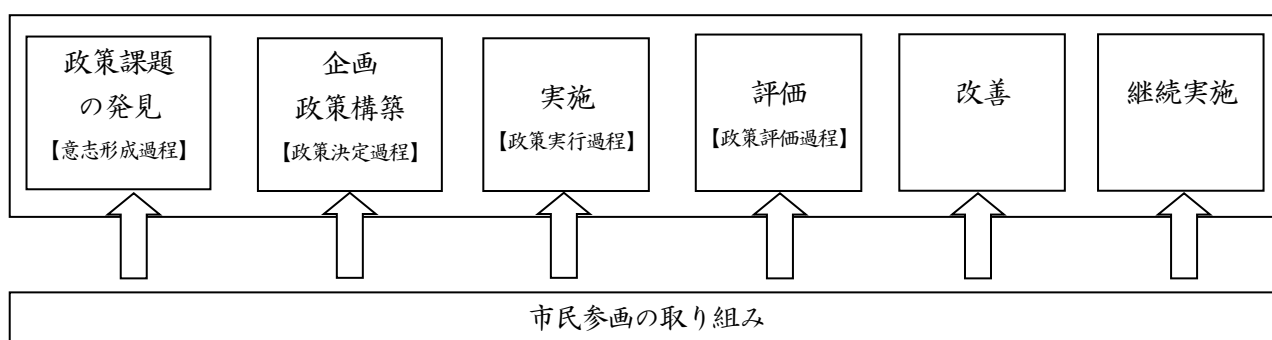 政策課題
の発見
【意志形成過程】
企画
政策構築
【政策決定過程】
実施
【政策実行過程】
評価
【政策評価過程】
改善
継続実施
市民参画の取り組み